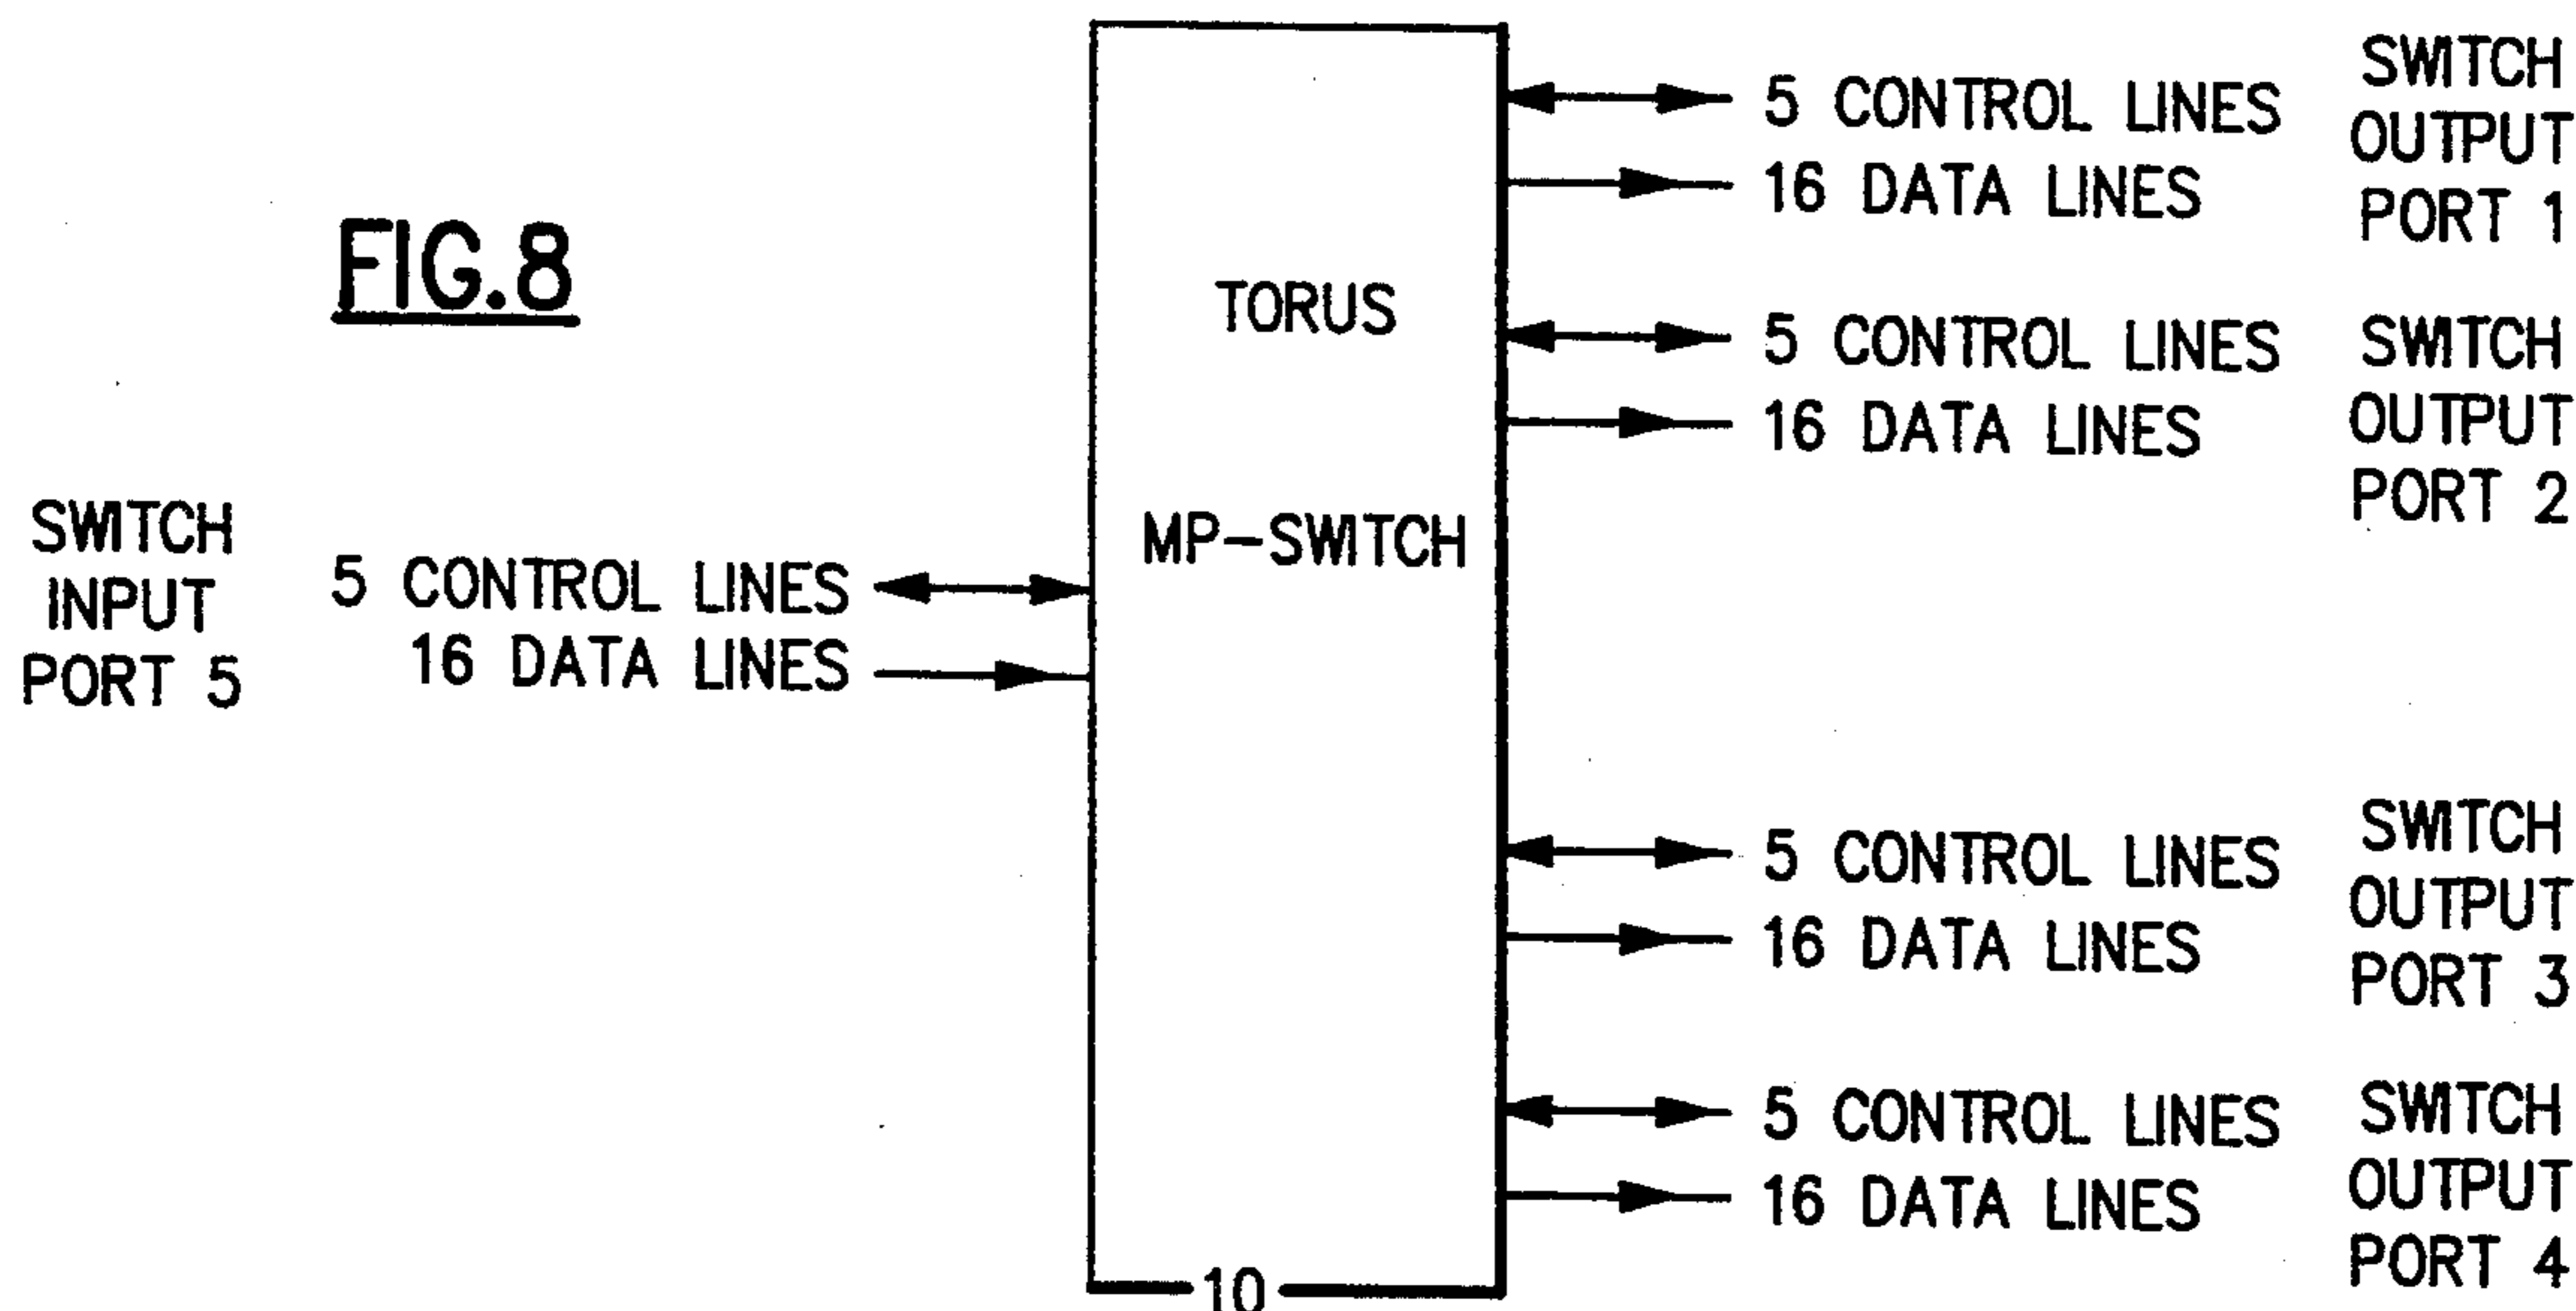 FIG.8
SWITCH
INPUT
PORT 5
5 CONTROL LINES
16 DATA LINES
TORUS
MP-SWITCH
10
5 CONTROL LINES
16 DATA LINES
SWITCH
OUTPUT
PORT 1
5 CONTROL LINES
16 DATA LINES
SWITCH
OUTPUT
PORT 2
5 CONTROL LINES
16 DATA LINES
SWITCH
OUTPUT
PORT 3
5 CONTROL LINES
16 DATA LINES
SWITCH
OUTPUT
PORT 4